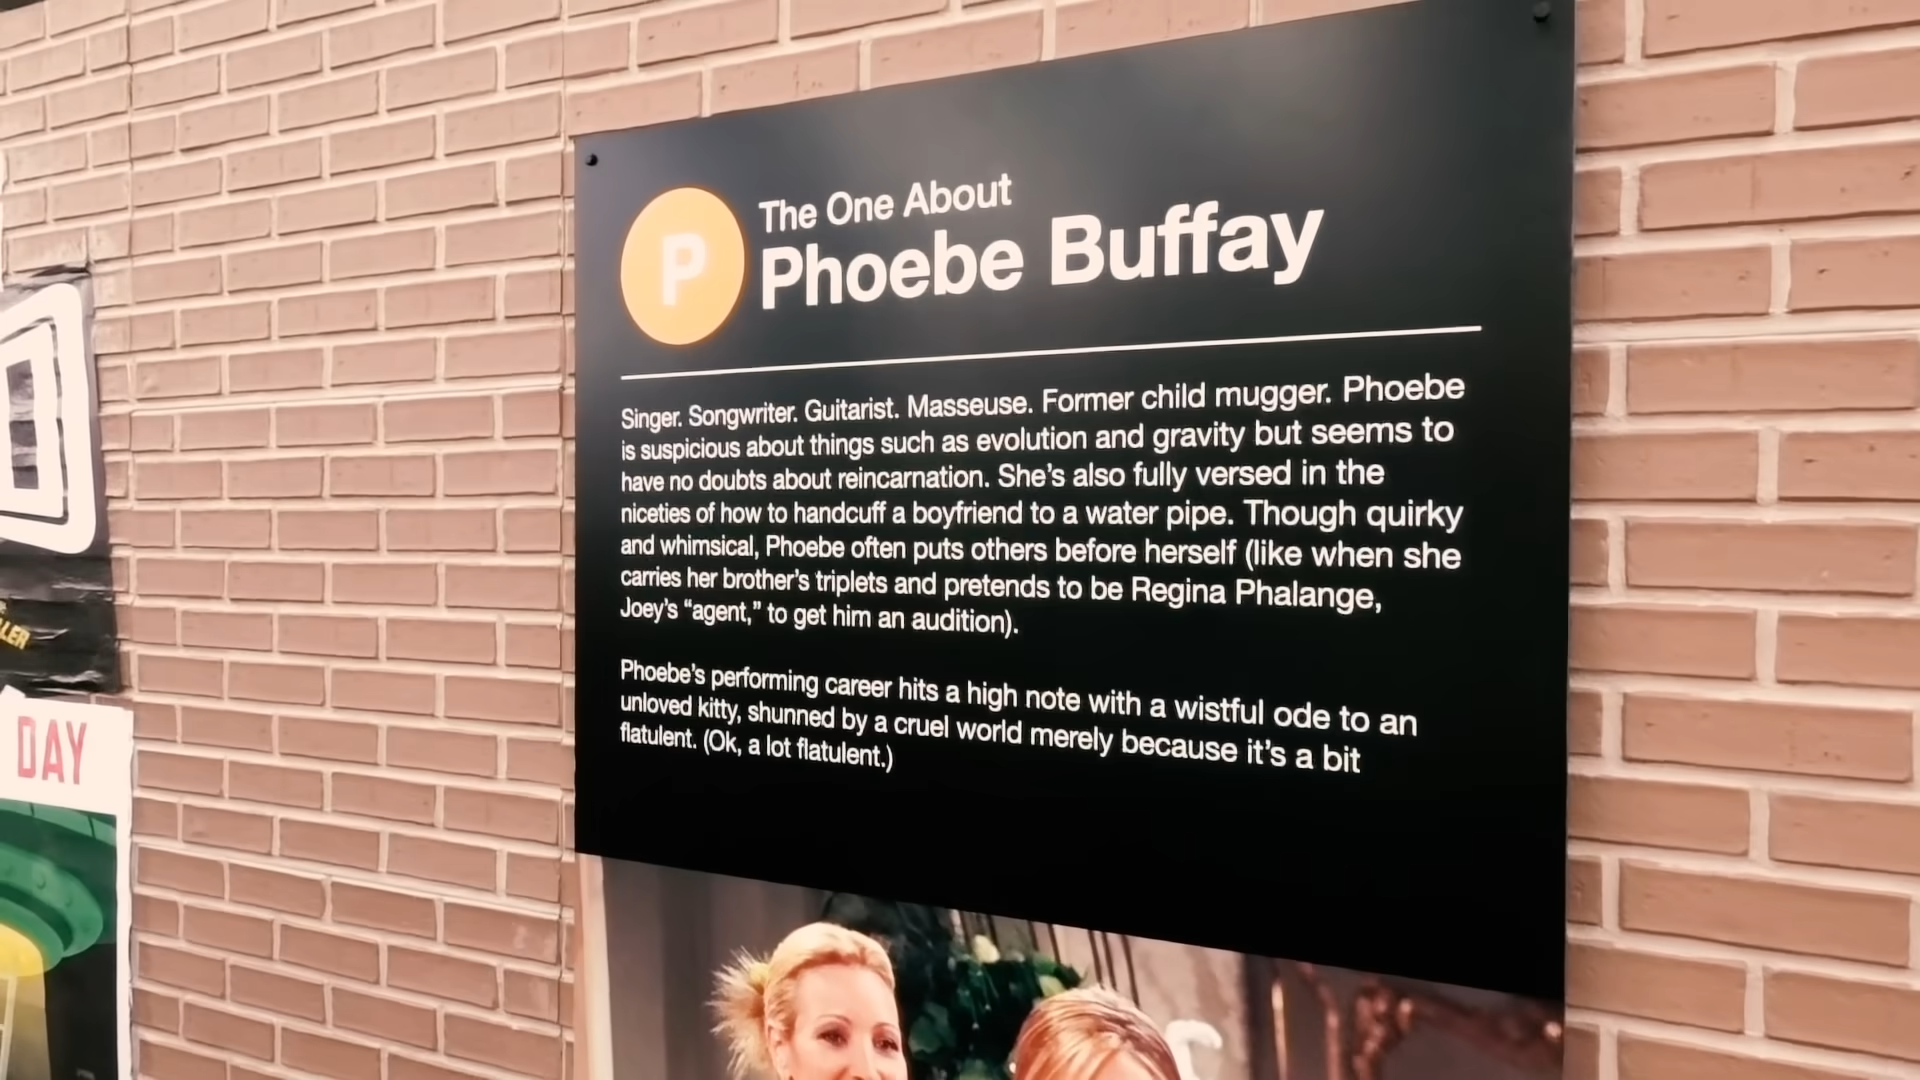 P
The One About
Phoebe Buffay
Singer. Songwriter. Guitarist. Masseuse. Former child mugger. Phoebe
is suspicious about things such as evolution and gravity but seems to
have no doubts about reincarnation. She's also fully versed in the
niceties of how to handcuff a boyfriend to a water pipe. Though quirky
and whimsical, Phoebe often puts others before herself (like when she
carries her brother's triplets and pretends to be Regina Phalange,
Joey's “agent,” to get him an audition).
Phoebe's performing career hits a high note with a wistful ode to an
unloved kitty, shunned by a cruel world merely because it's a bit
flatulent. (Ok, a lot flatulent.)
DAY